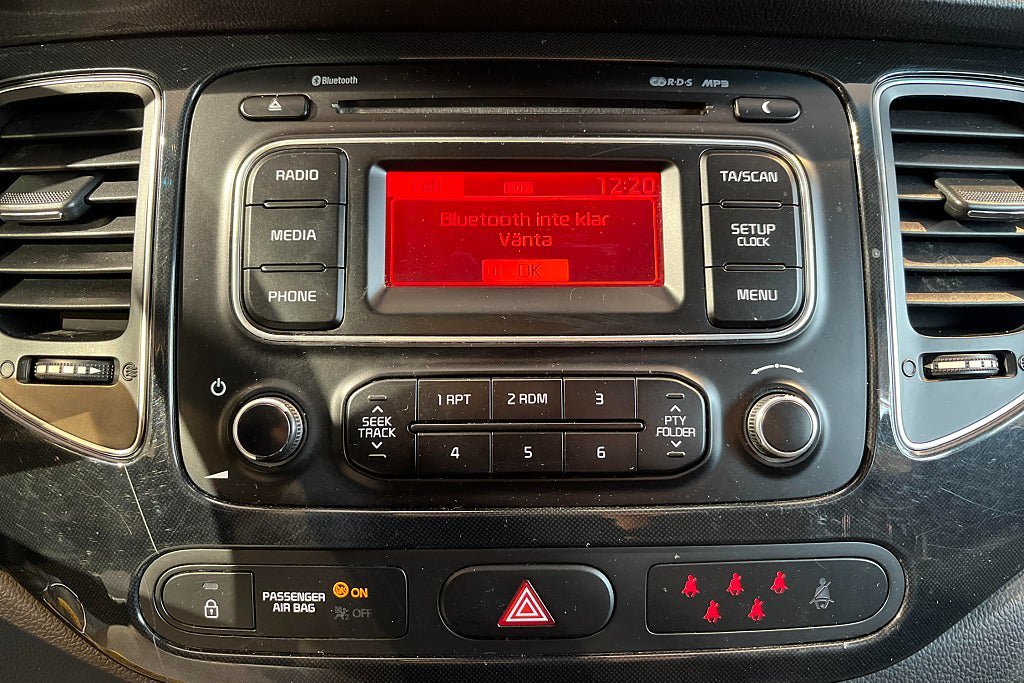 Bluetooth
R·D·S MP3
RADIO
MEDIA
PHONE
12:20
Bluetooth inte klar
Vänta
OK
TA/SCAN
SETUP
CLOCK
MENU
SEEK
TRACK
1 RPT
2 RDM
3
4
5
6
PTY
FOLDER
PASSENGER
AIR BAG
ON
OFF